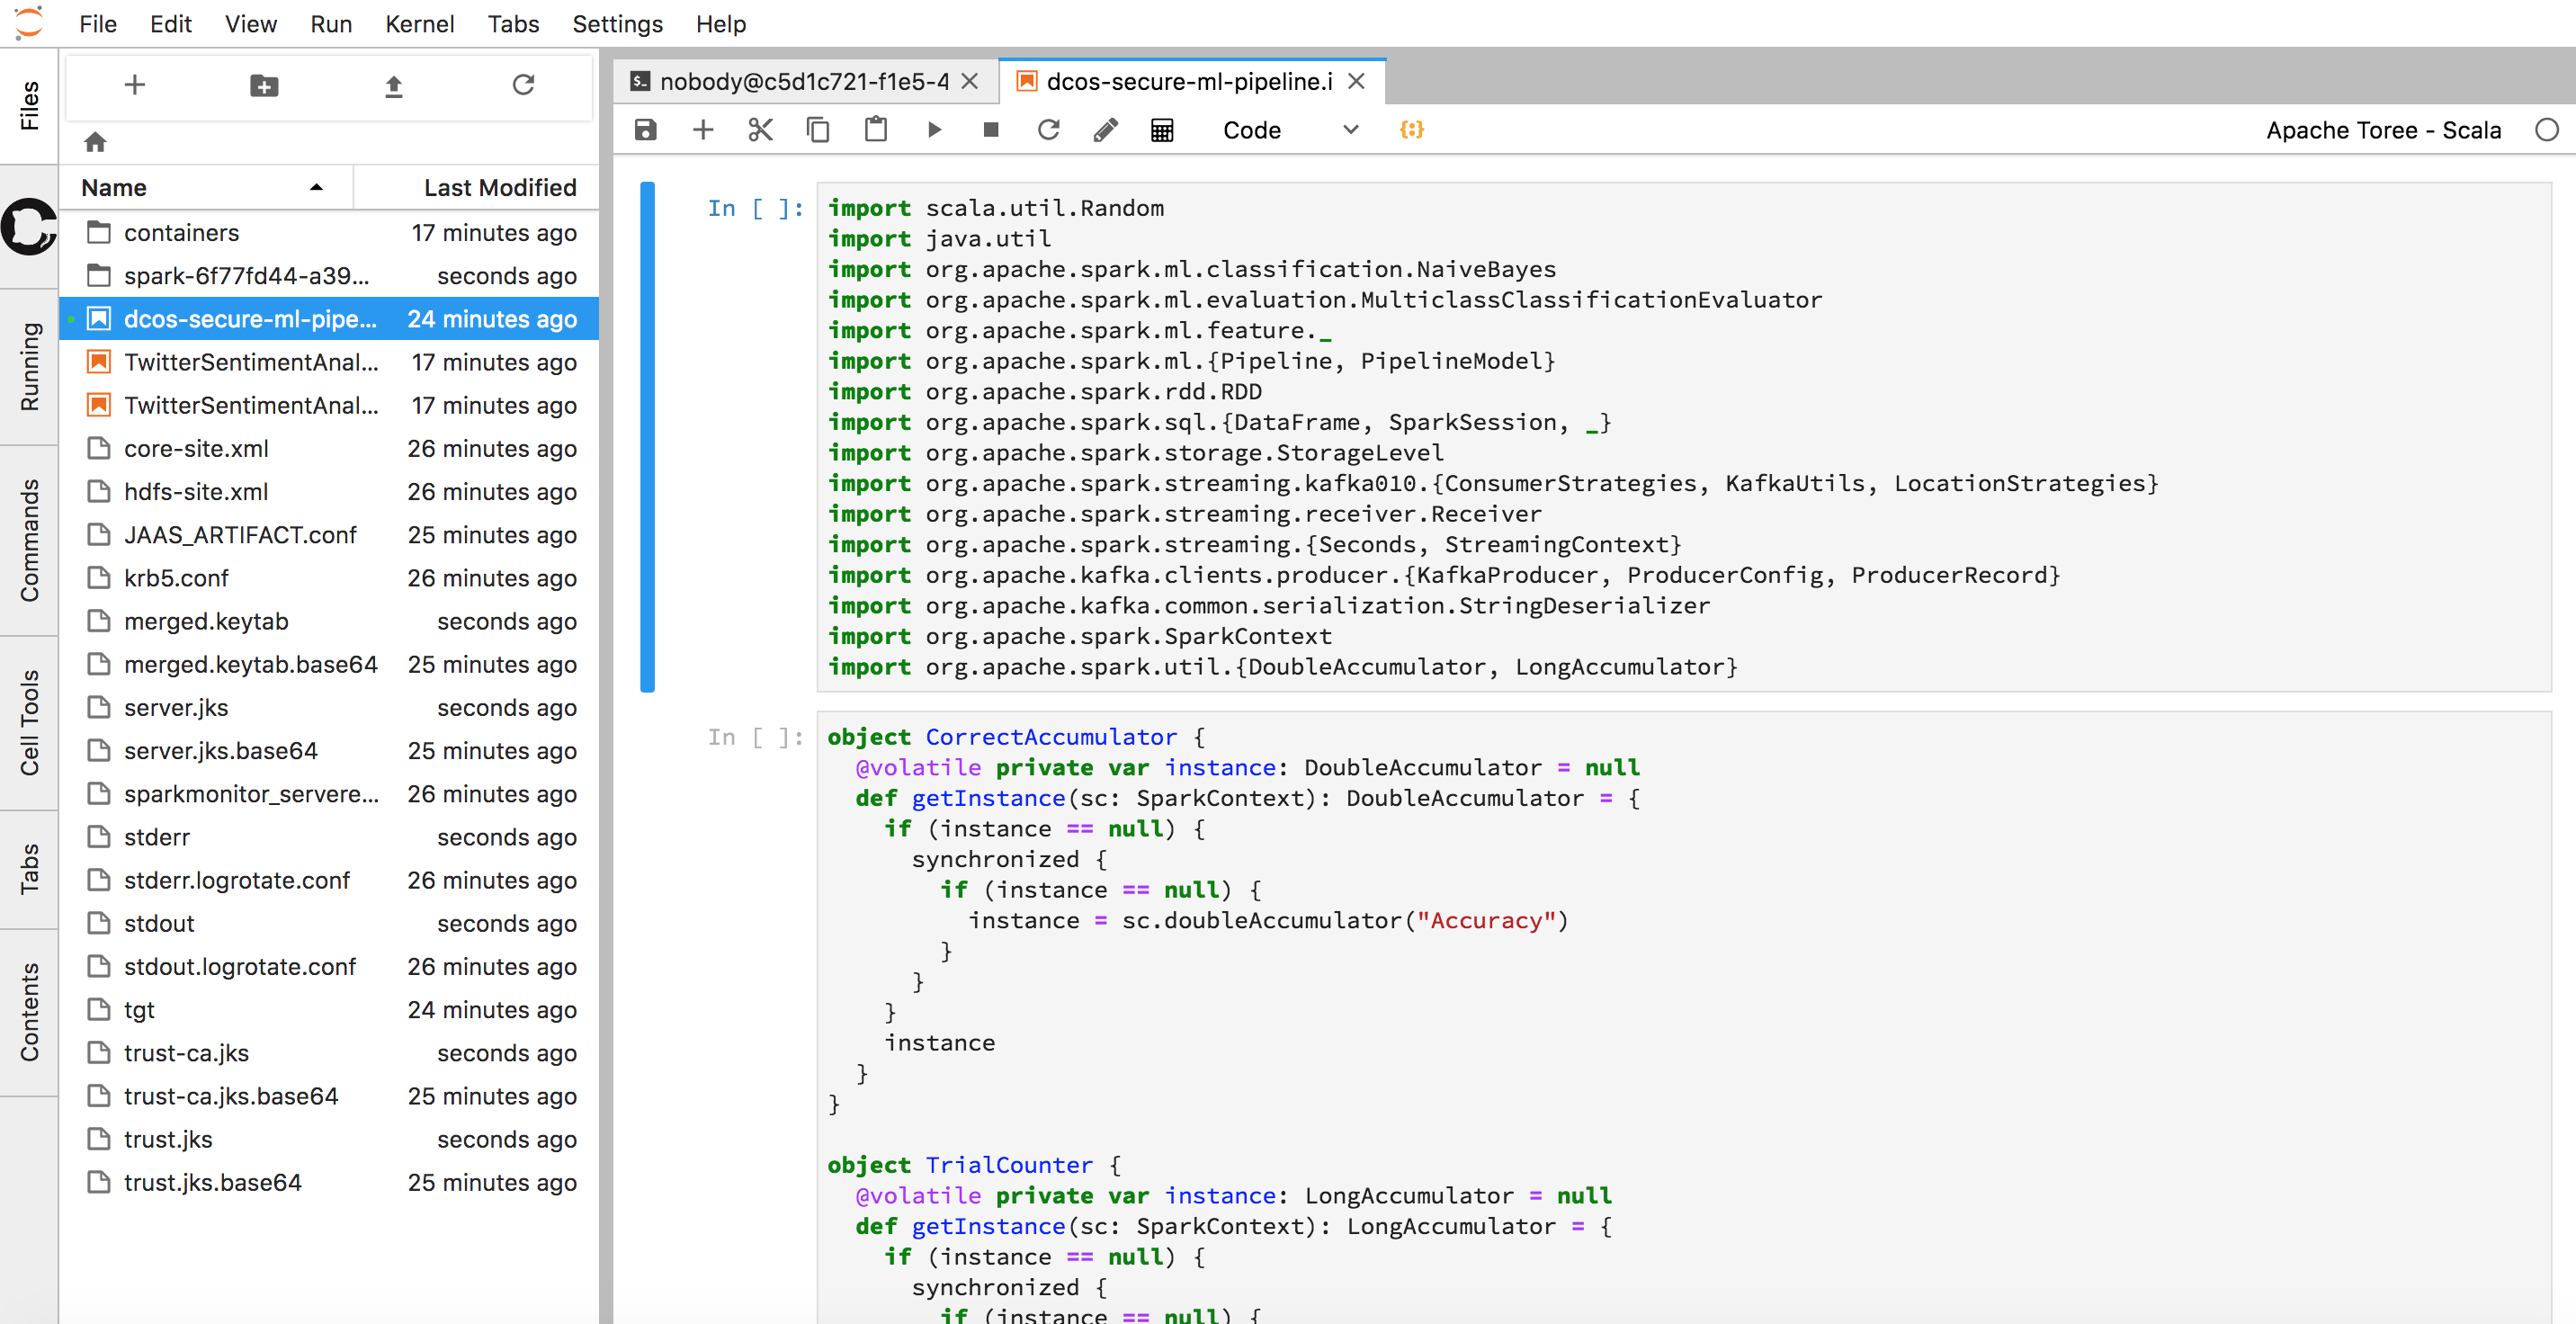 File Edit View Run Kernel Tabs Settings Help
Files
Running
Commands
Cell Tools
Tabs
Contents
Name Last Modified
containers 17 minutes ago
spark-6f77fd44-a39... seconds ago
dcos-secure-ml-pipe... 24 minutes ago
TwitterSentimentAnal... 17 minutes ago
TwitterSentimentAnal... 17 minutes ago
core-site.xml 26 minutes ago
hdfs-site.xml 26 minutes ago
JAAS_ARTIFACT.conf 25 minutes ago
krb5.conf 26 minutes ago
merged.keytab seconds ago
merged.keytab.base64 25 minutes ago
server.jks seconds ago
server.jks.base64 25 minutes ago
sparkmonitor_servere... 26 minutes ago
stderr seconds ago
stderr.logrotate.conf 26 minutes ago
stdout seconds ago
stdout.logrotate.conf 26 minutes ago
tgt 24 minutes ago
trust-ca.jks seconds ago
trust-ca.jks.base64 25 minutes ago
trust.jks seconds ago
trust.jks.base64 25 minutes ago
nobody@c5d1c721-f1e5-4 dcos-secure-ml-pipeline.i
Code Apache Toree - Scala
In [ ]: import scala.util.Random
import java.util
import org.apache.spark.ml.classification.NaiveBayes
import org.apache.spark.ml.evaluation.MulticlassClassificationEvaluator
import org.apache.spark.ml.feature._
import org.apache.spark.ml.{Pipeline, PipelineModel}
import org.apache.spark.rdd.RDD
import org.apache.spark.sql.{DataFrame, SparkSession, _}
import org.apache.spark.storage.StorageLevel
import org.apache.spark.streaming.kafka010.{ConsumerStrategies, KafkaUtils, LocationStrategies}
import org.apache.spark.streaming.receiver.Receiver
import org.apache.spark.streaming.{Seconds, StreamingContext}
import org.apache.kafka.clients.producer.{KafkaProducer, ProducerConfig, ProducerRecord}
import org.apache.kafka.common.serialization.StringDeserializer
import org.apache.spark.SparkContext
import org.apache.spark.util.{DoubleAccumulator, LongAccumulator}
In [ ]: object CorrectAccumulator {
@volatile private var instance: DoubleAccumulator = null
def getInstance(sc: SparkContext): DoubleAccumulator = {
if (instance == null) {
synchronized {
if (instance == null) {
instance = sc.doubleAccumulator("Accuracy")
}
}
}
instance
}
}
object TrialCounter {
@volatile private var instance: LongAccumulator = null
def getInstance(sc: SparkContext): LongAccumulator = {
if (instance == null) {
synchronized {
if (instance == null) {